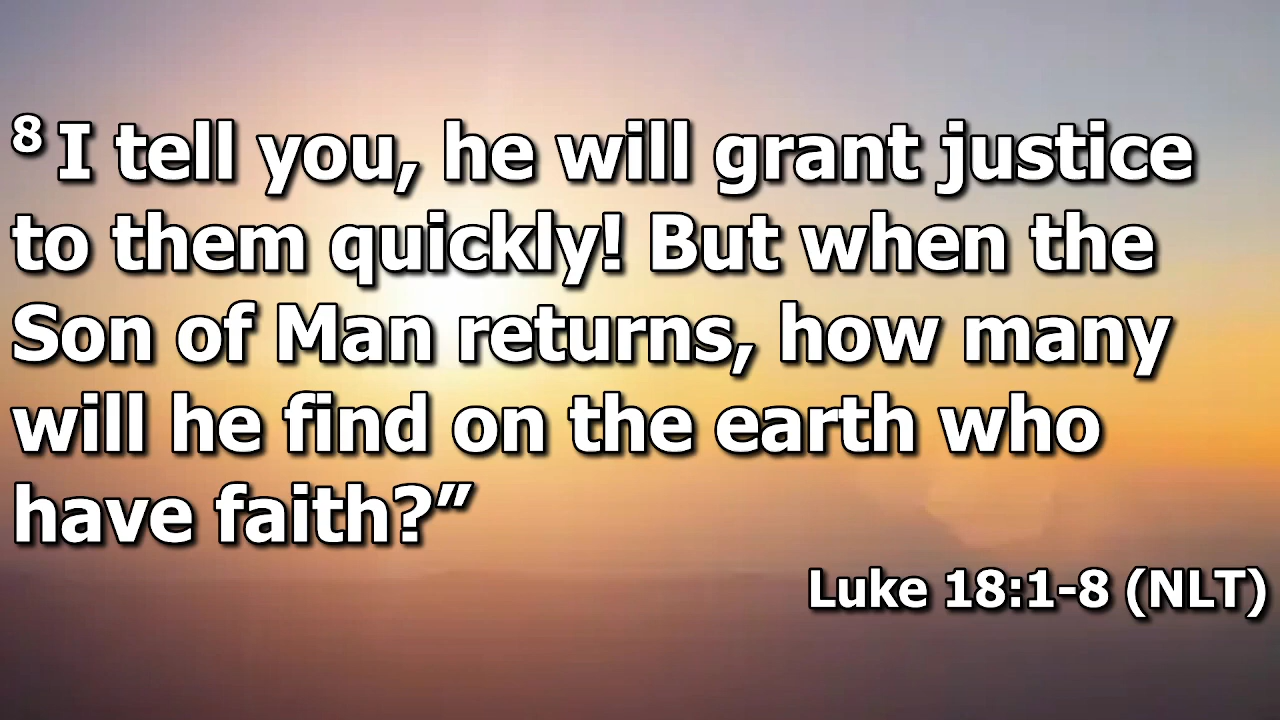 8 I tell you, he will grant justice
to them quickly! But when the
Son of Man returns, how many
will he find on the earth who
have faith?”
Luke 18:1-8 (NLT)